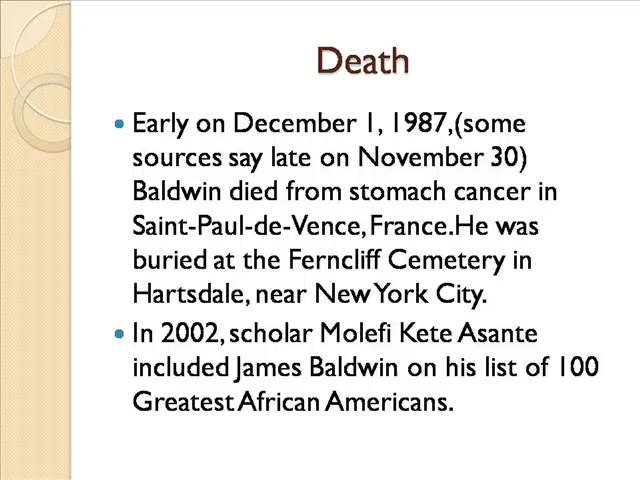 Death
Early on December 1, 1987,(some
sources say late on November 30)
Baldwin died from stomach cancer in
Saint-Paul-de-Vence, France.He was
buried at the Ferncliff Cemetery in
Hartsdale, near New York City.
In 2002, scholar Molefi Kete Asante
included James Baldwin on his list of 100
Greatest African Americans.